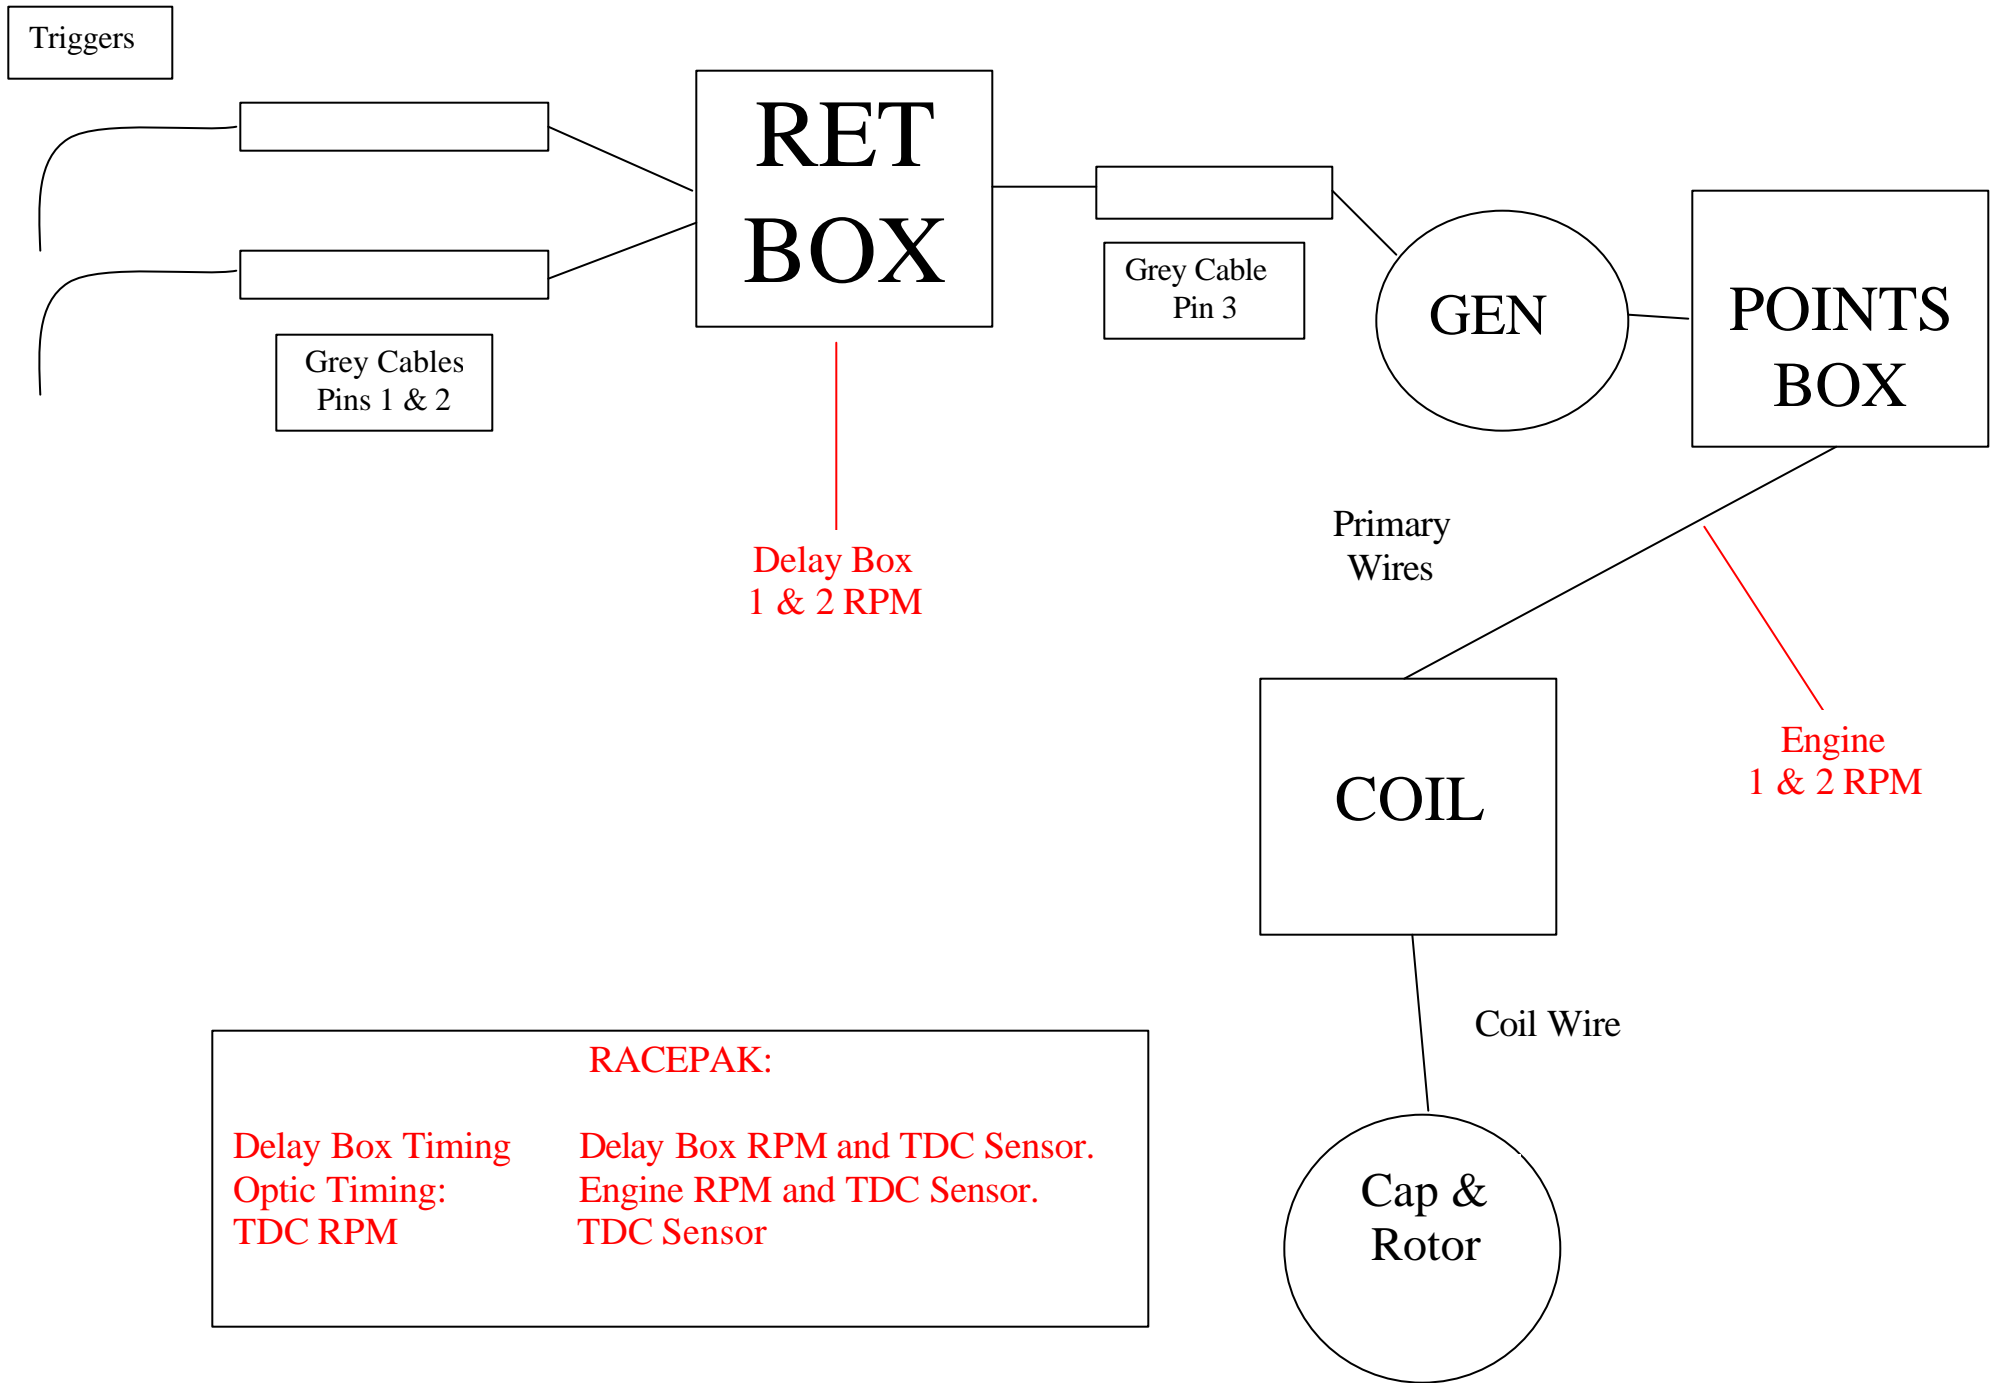 Triggers
RET
BOX
Grey Cables
Pins 1 & 2
Grey Cable
Pin 3
GEN
POINTS
BOX
Delay Box
1 & 2 RPM
Primary
Wires
Engine
1 & 2 RPM
COIL
Coil Wire
Cap &
Rotor
RACEPAK:
Delay Box Timing Delay Box RPM and TDC Sensor.
Optic Timing: Engine RPM and TDC Sensor.
TDC RPM TDC Sensor